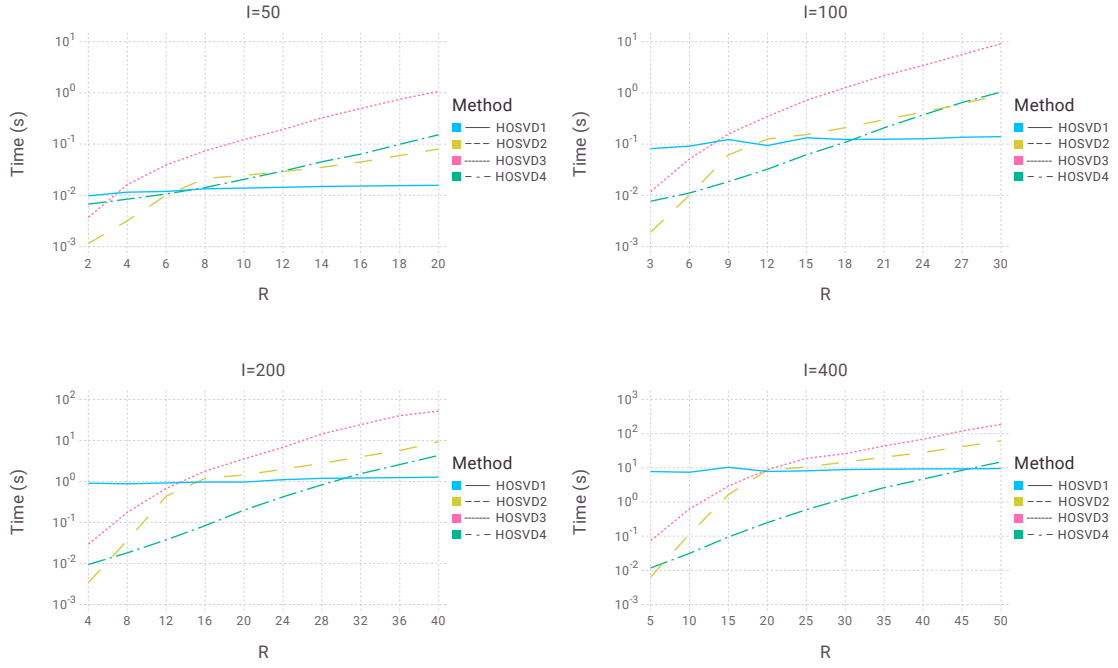 I=50
Time (s)
10^1
10^0
10^-1
10^-2
10^-3
2 4 6 8 10 12 14 16 18 20
R
Method
HOSVD1
HOSVD2
HOSVD3
HOSVD4
I=100
Time (s)
10^1
10^0
10^-1
10^-2
10^-3
3 6 9 12 15 18 21 24 27 30
R
Method
HOSVD1
HOSVD2
HOSVD3
HOSVD4
I=200
Time (s)
10^2
10^1
10^0
10^-1
10^-2
10^-3
4 8 12 16 20 24 28 32 36 40
R
Method
HOSVD1
HOSVD2
HOSVD3
HOSVD4
I=400
Time (s)
10^3
10^2
10^1
10^0
10^-1
10^-2
10^-3
5 10 15 20 25 30 35 40 45 50
R
Method
HOSVD1
HOSVD2
HOSVD3
HOSVD4